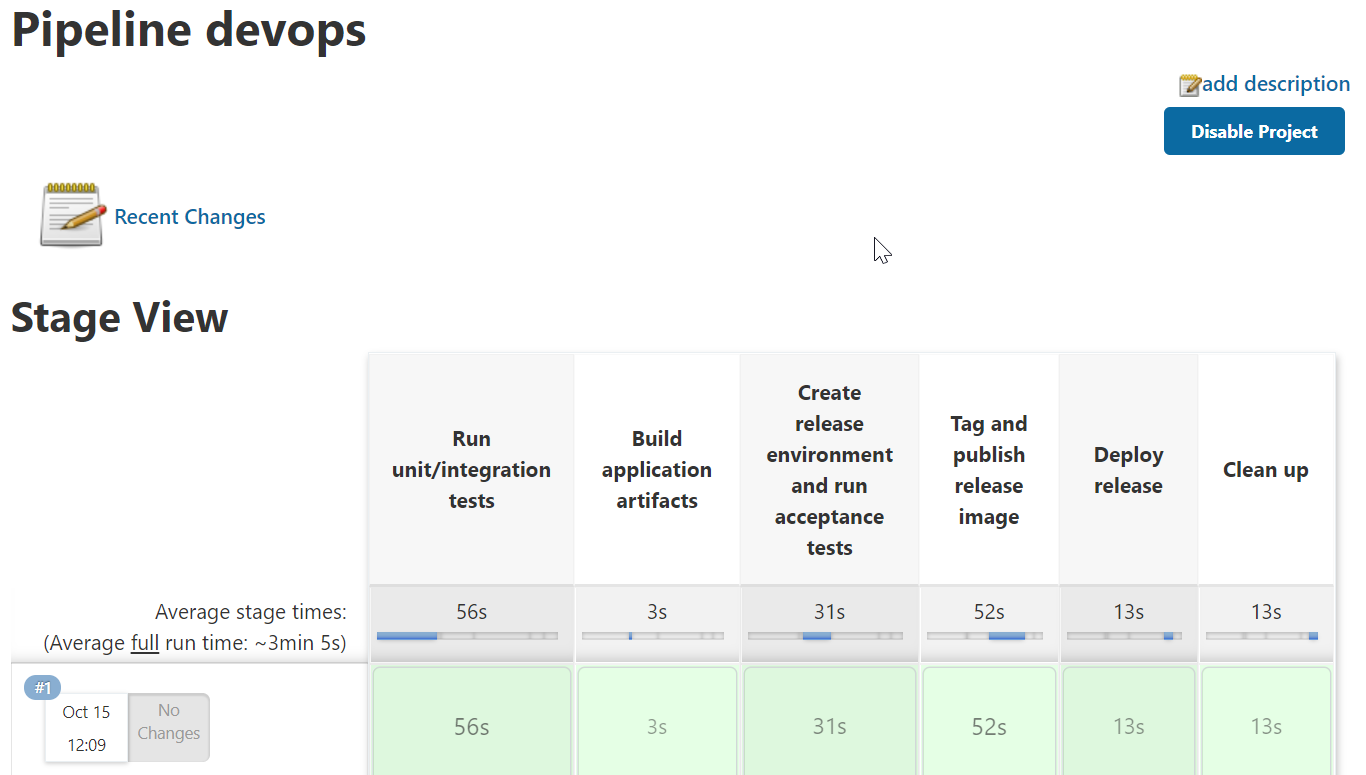 Pipeline devops
add description
Disable Project
Recent Changes
Stage View
Run
unit/integration
tests
Build
application
artifacts
Create
release
environment
and run
acceptance
tests
Tag and
publish
release
image
Deploy
release
Clean up
Average stage times:
(Average full run time: ~3min 5s)
56s
3s
31s
52s
13s
13s
#1
Oct 15
12:09
No
Changes
56s
3s
31s
52s
13s
13s